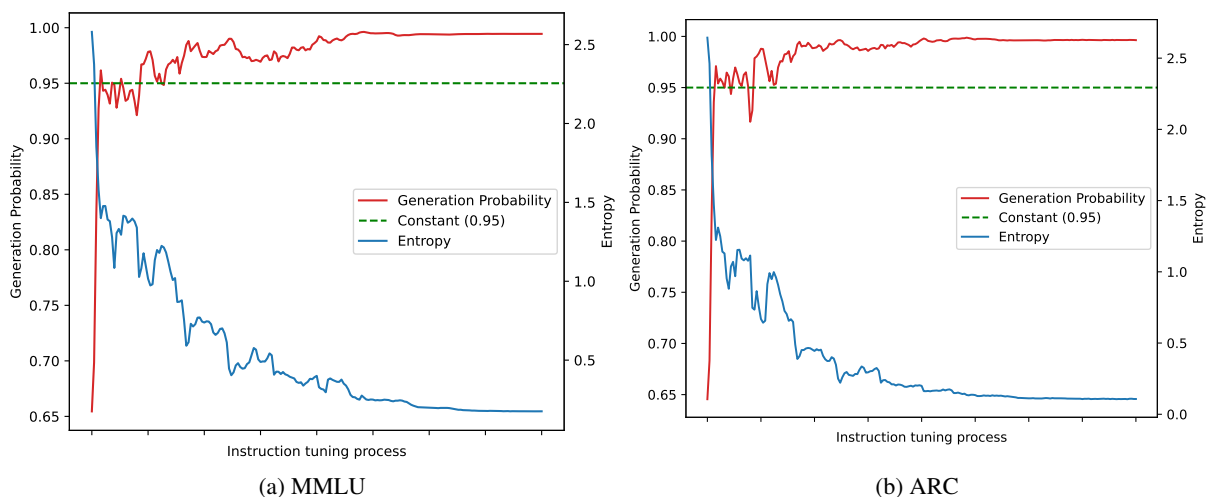 1.00
0.95
0.90
0.85
0.80
0.75
0.70
0.65
Generation Probability
2.5
2.0
1.5
1.0
0.5
Entropy
Generation Probability
Constant (0.95)
Entropy
Instruction tuning process
(a) MMLU
1.00
0.95
0.90
0.85
0.80
0.75
0.70
0.65
Generation Probability
2.5
2.0
1.5
1.0
0.5
0.0
Entropy
Generation Probability
Constant (0.95)
Entropy
Instruction tuning process
(b) ARC